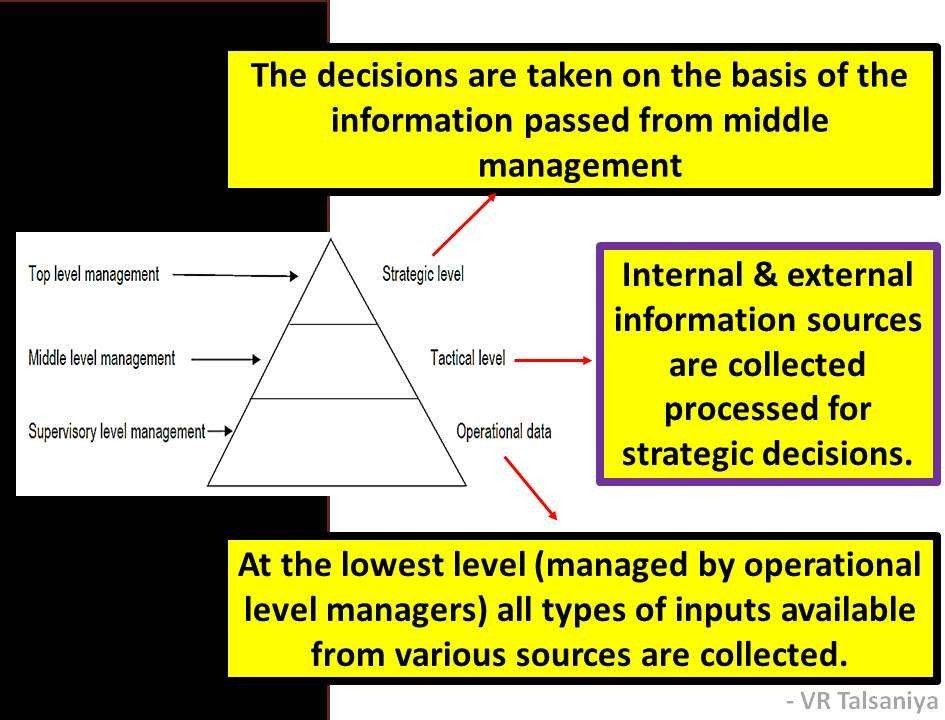 The decisions are taken on the basis of the
information passed from middle
management
Top level management
Strategic level
Middle level management
Tactical level
Supervisory level management
Operational data
Internal & external
information sources
are collected
processed for
strategic decisions.
At the lowest level (managed by operational
level managers) all types of inputs available
from various sources are collected.
- VR Talsaniya